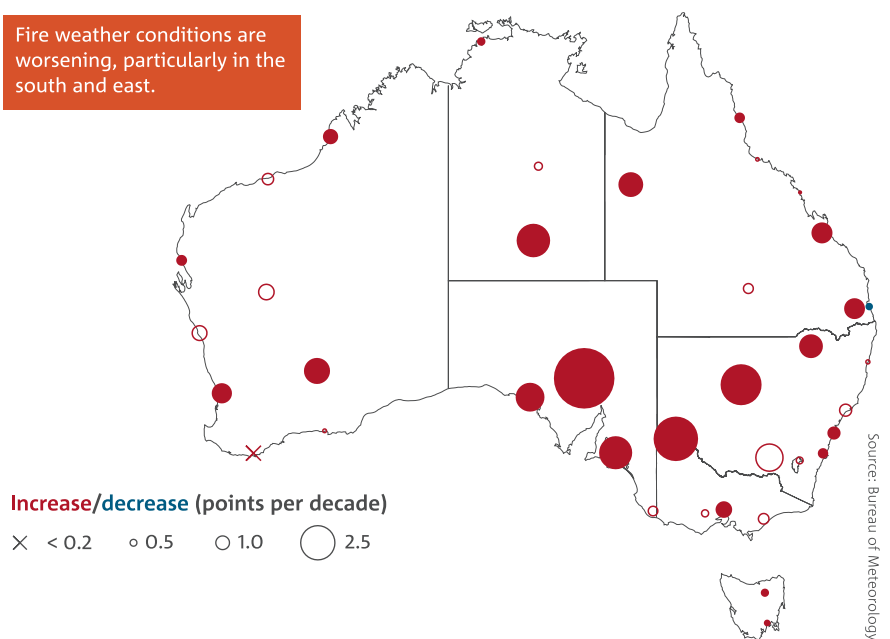 Fire weather conditions are
worsening, particularly in the
south and east.
Increase/decrease (points per decade)
< 0.2
0.5
1.0
2.5
Source: Bureau of Meteorology